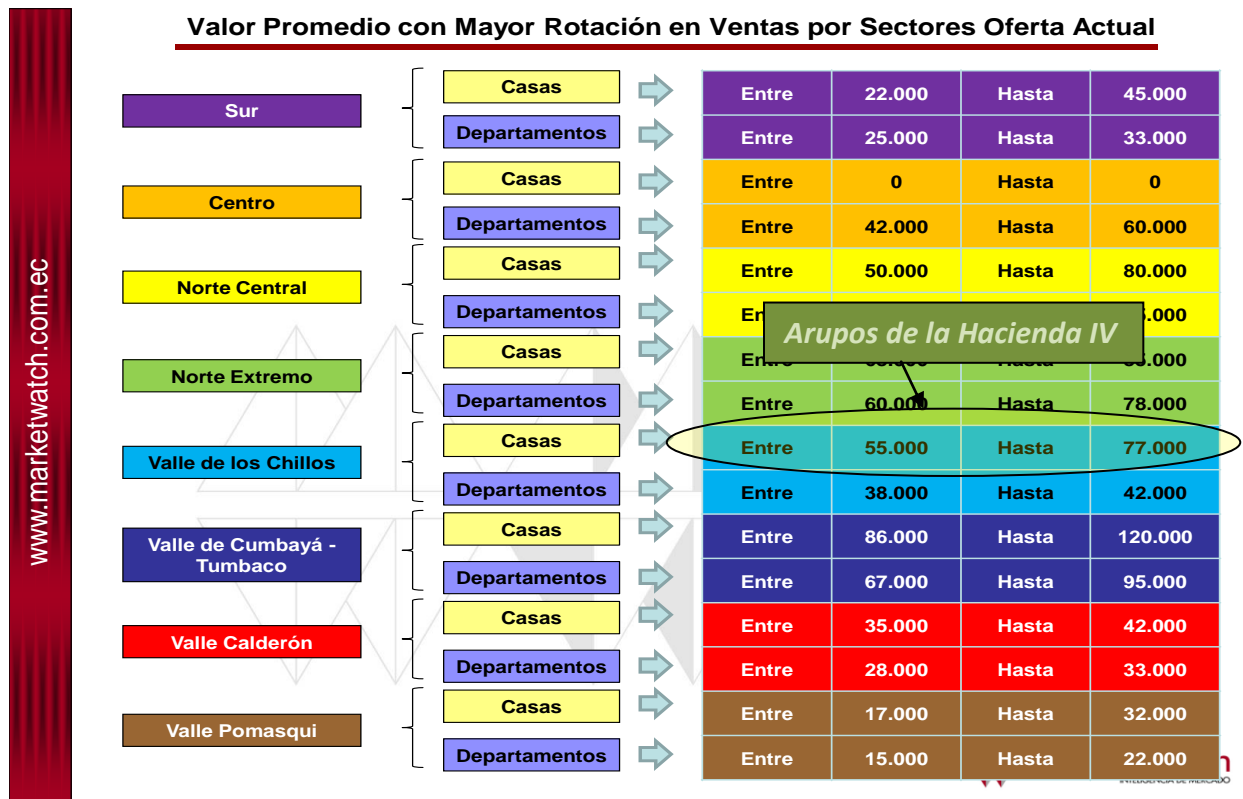 Valor Promedio con Mayor Rotación en Ventas por Sectores Oferta Actual
www.marketwatch.com.ec
Sur
Casas
Entre 22.000 Hasta 45.000
Departamentos
Entre 25.000 Hasta 33.000
Centro
Casas
Entre 0 Hasta 0
Departamentos
Entre 42.000 Hasta 60.000
Norte Central
Casas
Entre 50.000 Hasta 80.000
Departamentos
Arupos de la Hacienda IV
Norte Extremo
Casas
Departamentos
Entre 60.000 Hasta 78.000
Valle de los Chillos
Casas
Entre 55.000 Hasta 77.000
Departamentos
Entre 38.000 Hasta 42.000
Valle de Cumbayá -
Tumbaco
Casas
Entre 86.000 Hasta 120.000
Departamentos
Entre 67.000 Hasta 95.000
Valle Calderón
Casas
Entre 35.000 Hasta 42.000
Departamentos
Entre 28.000 Hasta 33.000
Valle Pomasqui
Casas
Entre 17.000 Hasta 32.000
Departamentos
Entre 15.000 Hasta 22.000
INTELIGENCIA DE MERCADO